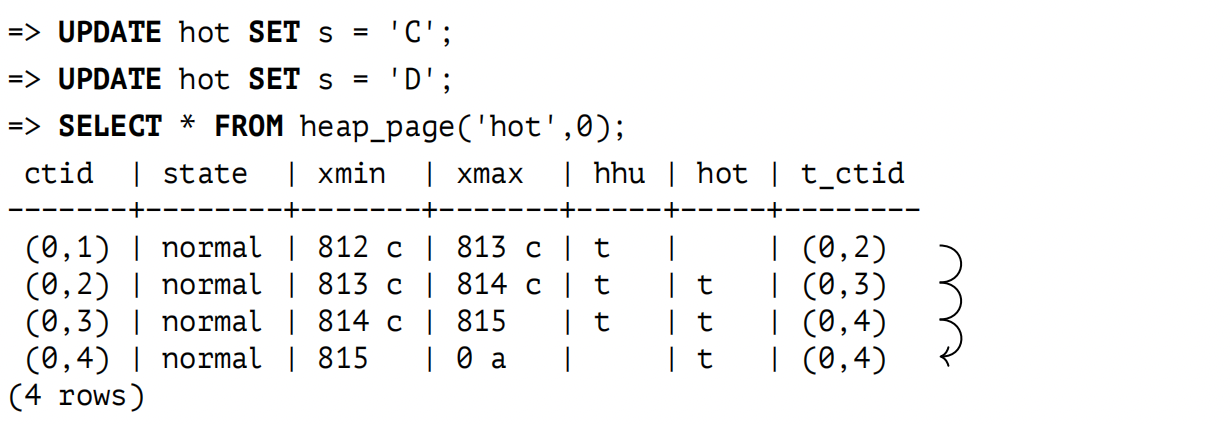 => UPDATE hot SET s = 'C';
=> UPDATE hot SET s = 'D';
=> SELECT * FROM heap_page('hot',0);
 ctid  | state  | xmin  | xmax  | hhu | hot | t_ctid
-------+--------+-------+-------+-----+-----+--------
 (0,1) | normal | 812 c | 813 c | t   |     | (0,2)
 (0,2) | normal | 813 c | 814 c | t   | t   | (0,3)
 (0,3) | normal | 814 c | 815   | t   | t   | (0,4)
 (0,4) | normal | 815   | 0 a   |     | t   | (0,4)
(4 rows)